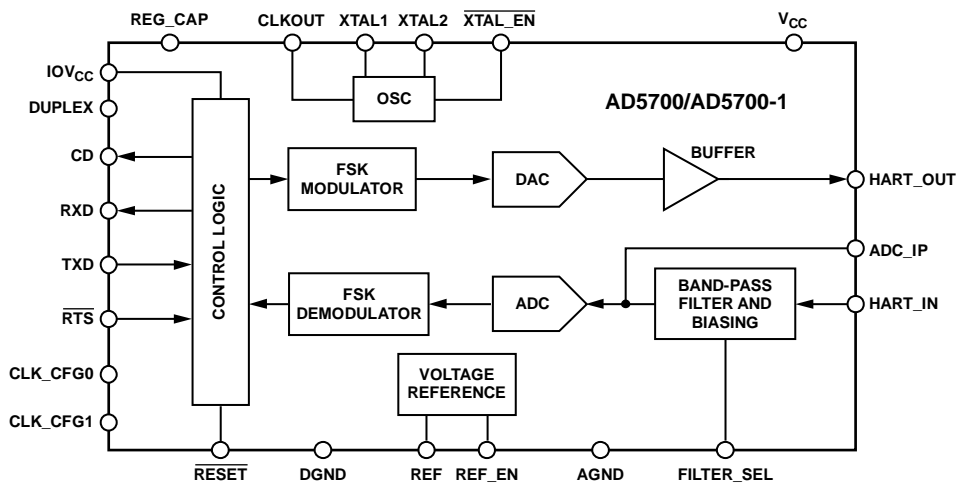 REG_CAP
CLKOUT
XTAL1
XTAL2
XTAL_EN
VCC
IOVCC
DUPLEX
CD
RXD
TXD
RTS
CLK_CFG0
CLK_CFG1
OSC
AD5700/AD5700-1
CONTROL LOGIC
FSK
MODULATOR
DAC
BUFFER
HART_OUT
ADC_IP
HART_IN
FSK
DEMODULATOR
ADC
BAND-PASS
FILTER AND
BIASING
VOLTAGE
REFERENCE
RESET
DGND
REF
REF_EN
AGND
FILTER_SEL